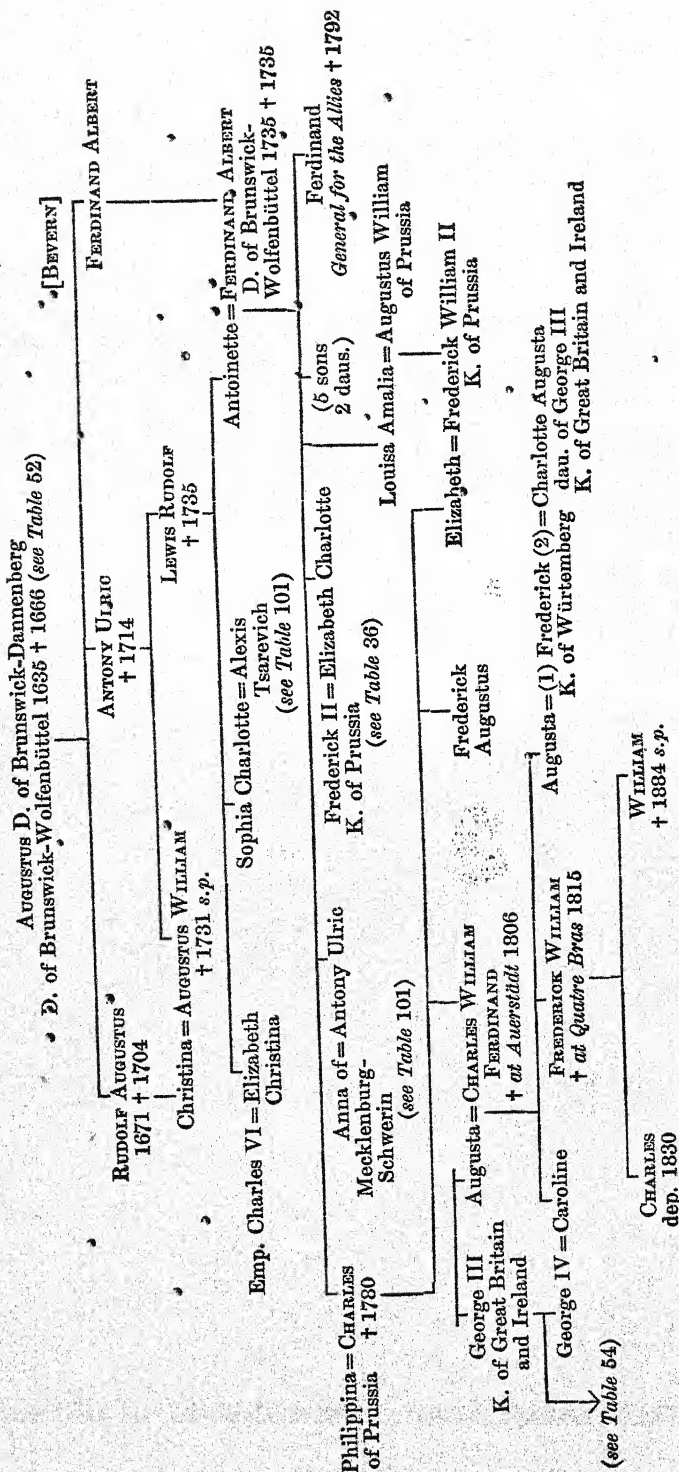 AUGUSTUS D. of Brunswick-Dannenberg
D. of Brunswick-Wolfenbüttel 1635 † 1666 (see Table 52)
[BEVERN]
RUDOLF AUGUSTUS
1671 † 1704
ANTONY ULRIC
† 1714
FERDINAND ALBERT
Christina = AUGUSTUS WILLIAM
† 1731 s.p.
LEWIS RUDOLF
† 1735
Emp. Charles VI = Elizabeth
Christina
Sophia Charlotte = Alexis
Tsarevich
(see Table 101)
Antoinette = FERDINAND ALBERT
D. of Brunswick-
Wolfenbüttel 1735 † 1735
Philippina = CHARLES
of Prussia † 1780
Anna of = Antony Ulric
Mecklenburg-
Schwerin
(see Table 101)
Frederick II = Elizabeth Charlotte
K. of Prussia
(see Table 36)
Louisa Amalia = Augustus William
of Prussia
(5 sons
2 daus.)
Ferdinand
General for the Allies † 1792
George III
K. of Great Britain
and Ireland
Augusta = CHARLES WILLIAM
FERDINAND
† at Auerstädt 1806
Frederick
Augustus
Elizabeth = Frederick William II
K. of Prussia
George IV = Caroline
FREDERICK WILLIAM
† at Quatre Bras 1815
Augusta = (1) Frederick (2) = Charlotte Augusta
K. of Würtemberg dau. of George III
K. of Great Britain and Ireland
(see Table 54)
CHARLES
dep. 1830
WILLIAM
† 1884 s.p.